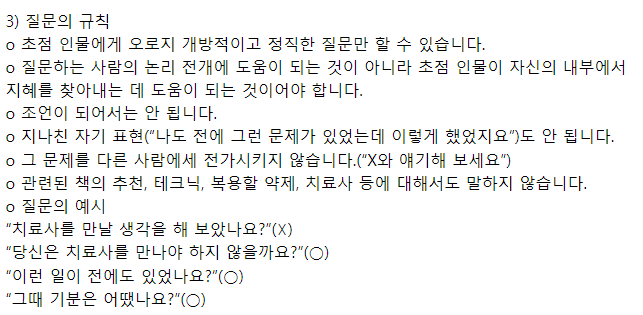 3) 질문의 규칙
o 초점 인물에게 오로지 개방적이고 정직한 질문만 할 수 있습니다.
o 질문하는 사람의 논리 전개에 도움이 되는 것이 아니라 초점 인물이 자신의 내부에서
지혜를 찾아내는 데 도움이 되는 것이어야 합니다.
o 조언이 되어서는 안 됩니다.
o 지나친 자기 표현("나도 전에 그런 문제가 있었는데 이렇게 했었지요")도 안 됩니다.
o 그 문제를 다른 사람에세 전가시키지 않습니다.("X와 얘기해 보세요")
o 관련된 책의 추천, 테크닉, 복용할 약제, 치료사 등에 대해서도 말하지 않습니다.
o 질문의 예시
"치료사를 만날 생각을 해 보았나요?"(X)
"당신은 치료사를 만나야 하지 않을까요?"(○)
"이런 일이 전에도 있었나요?"(○)
"그때 기분은 어땠나요?"(○)